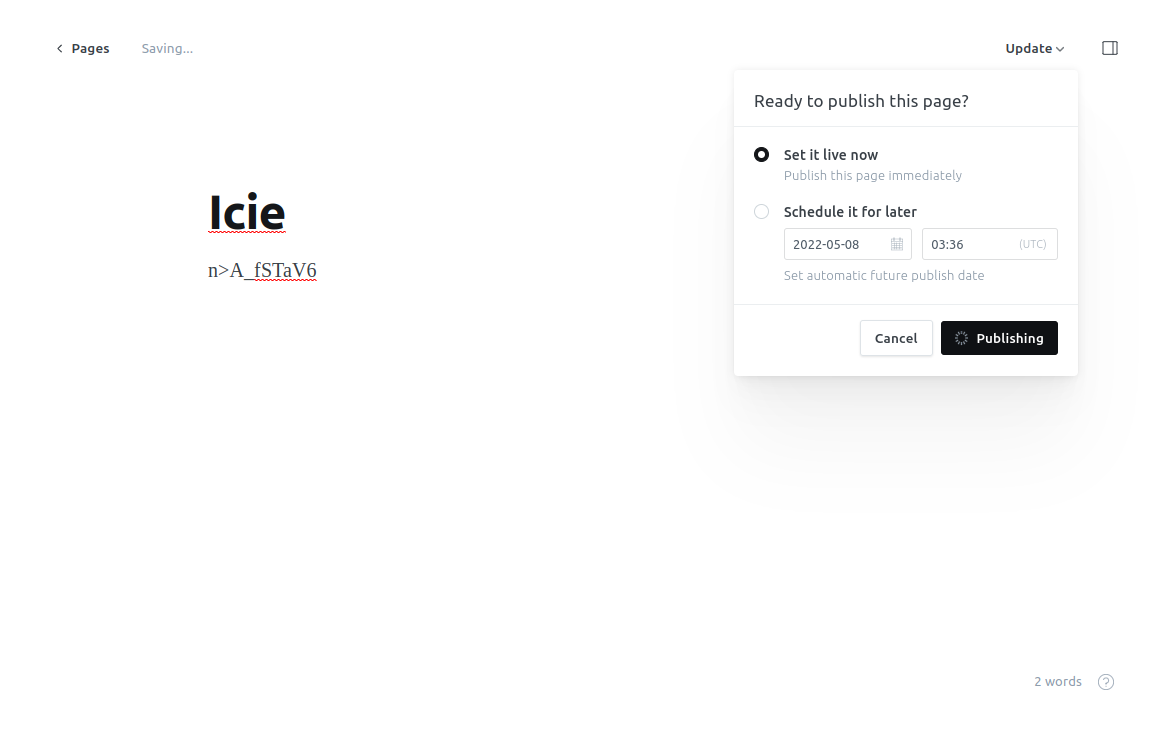 Pages Saving... Update
Ready to publish this page?
Set it live now
Publish this page immediately
Icie
Schedule it for later
2022-05-08 03:36 (UTC)
n>A_fSTaV6
Set automatic future publish date
Cancel Publishing
2 words ?